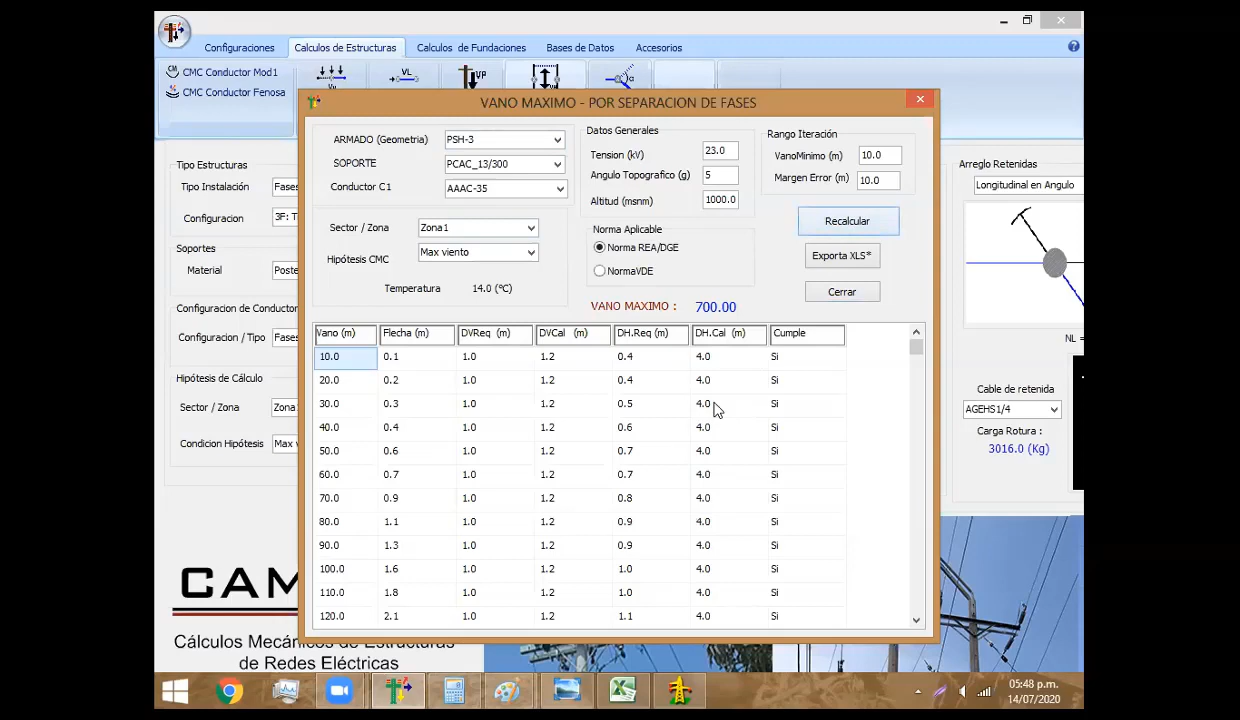 Configuraciones Calculos de Estructuras Calculos de Fundaciones Bases de Datos Accesorios
CMC Conductor Mod1
CMC Conductor Fenosa
VL
VP
VANO MAXIMO - POR SEPARACION DE FASES
Tipo Estructuras
Tipo Instalación Fases
Configuracion 3F: T
Soportes
Material Poste
Configuracion de Conductor
Configuracion / Tipo Fases
Hipótesis de Cálculo
Sector / Zona Zona
Condicion Hipótesis Max v
ARMADO (Geometria) PSH-3
SOPORTE PCAC_13/300
Conductor C1 AAAC-35
Sector / Zona Zona1
Hipótesis CMC Max viento
Temperatura 14.0 (ºC)
Datos Generales
Tension (kV) 23.0
Angulo Topografico (g) 5
Altitud (msnm) 1000.0
Norma Aplicable
Norma REA/DGE
NormaVDE
VANO MAXIMO : 700.00
Rango Iteración
VanoMinimo (m) 10.0
Margen Error (m) 10.0
Recalcular
Exporta XLS*
Cerrar
Vano (m) Flecha (m) DVReq (m) DVCal (m) DH.Req (m) DH.Cal (m) Cumple
10.0 0.1 1.0 1.2 0.4 4.0 Si
20.0 0.2 1.0 1.2 0.4 4.0 Si
30.0 0.3 1.0 1.2 0.5 4.0 Si
40.0 0.4 1.0 1.2 0.6 4.0 Si
50.0 0.6 1.0 1.2 0.7 4.0 Si
60.0 0.7 1.0 1.2 0.7 4.0 Si
70.0 0.9 1.0 1.2 0.8 4.0 Si
80.0 1.1 1.0 1.2 0.9 4.0 Si
90.0 1.3 1.0 1.2 0.9 4.0 Si
100.0 1.6 1.0 1.2 1.0 4.0 Si
110.0 1.8 1.0 1.2 1.0 4.0 Si
120.0 2.1 1.0 1.2 1.1 4.0 Si
Arreglo Retenidas
Longitudinal en Angulo
NL =
Cable de retenida
AGEHS1/4
Carga Rotura :
3016.0 (Kg)
CAM
Cálculos Mecánicos de Estructuras
de Redes Eléctricas
05:48 p.m.
14/07/2020